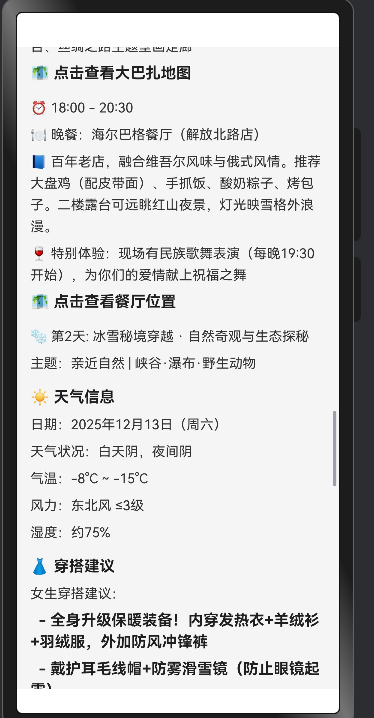 点击查看大巴扎地图
18:00 - 20:30
晚餐：海尔巴格餐厅（解放北路店）
百年老店，融合维吾尔风味与俄式风情。推荐
大盘鸡（配皮带面）、手抓饭、酸奶粽子、烤包
子。二楼露台可远眺红山夜景，灯光映雪格外浪
漫。
特别体验：现场有民族歌舞表演（每晚19:30
开始），为你们的爱情献上祝福之舞
点击查看餐厅位置
第2天: 冰雪秘境穿越 · 自然奇观与生态探秘
主题：亲近自然 | 峡谷·瀑布·野生动物
天气信息
日期：2025年12月13日（周六）
天气状况：白天阴，夜间阴
气温：-8℃ ~ -15℃
风力：东北风 ≤3级
湿度：约75%
穿搭建议
女生穿搭建议：
- 全身升级保暖装备！内穿发热衣+羊绒衫
+羽绒服，外加防风冲锋裤
- 戴护耳毛线帽+防雾滑雪镜（防止眼镜起